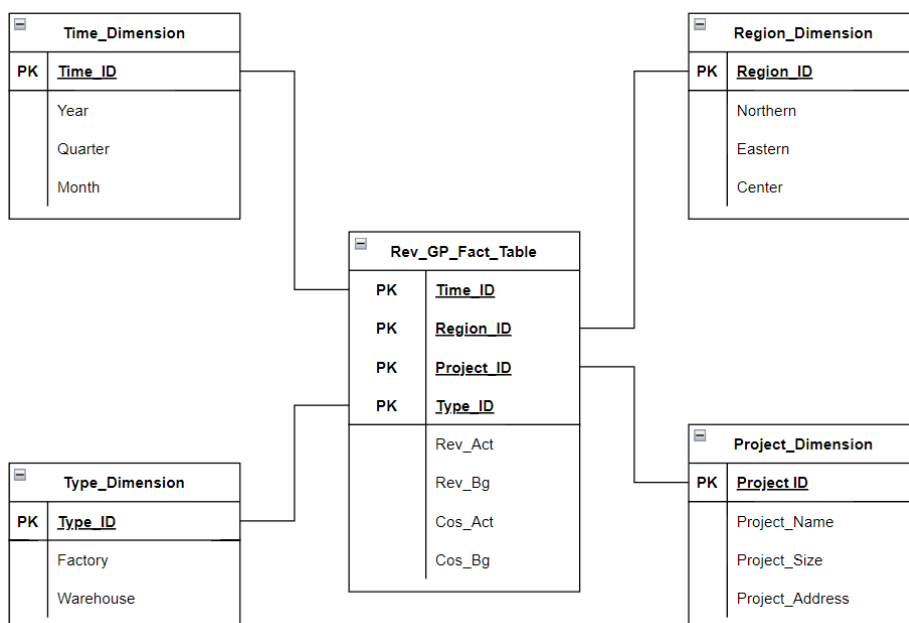 Time_Dimension
PK Time_ID
Year
Quarter
Month
Region_Dimension
PK Region_ID
Northern
Eastern
Center
Rev_GP_Fact_Table
PK Time_ID
PK Region_ID
PK Project_ID
PK Type_ID
Rev_Act
Rev_Bg
Cos_Act
Cos_Bg
Type_Dimension
PK Type_ID
Factory
Warehouse
Project_Dimension
PK Project ID
Project_Name
Project_Size
Project_Address